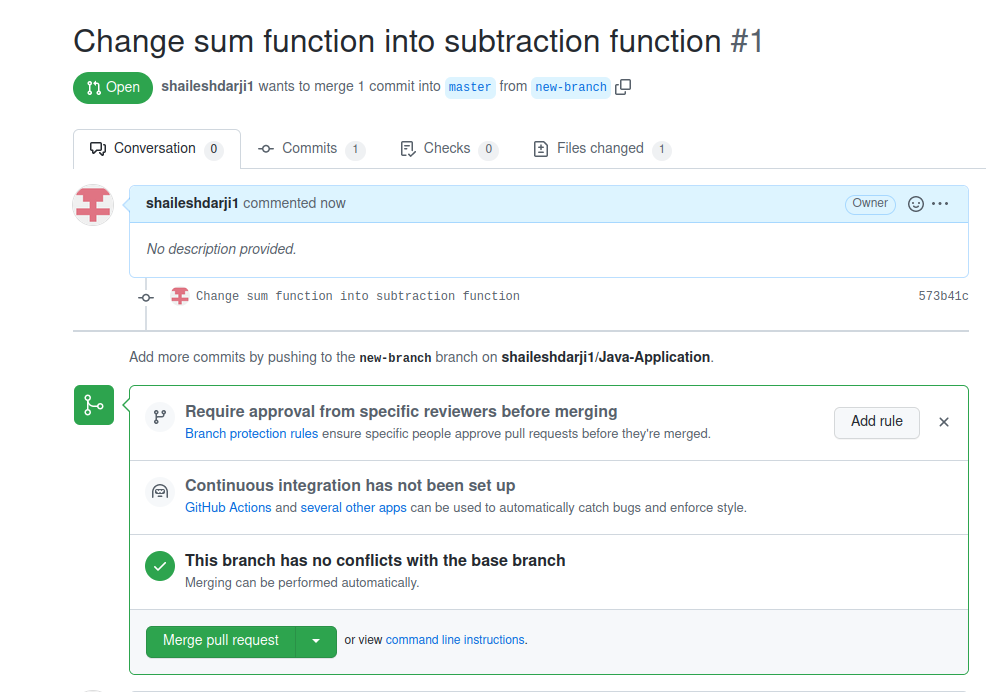 Change sum function into subtraction function #1
Open shaileshdarji1 wants to merge 1 commit into master from new-branch
Conversation 0 Commits 1 Checks 0 Files changed 1
shaileshdarji1 commented now Owner
No description provided.
Change sum function into subtraction function 573b41c
Add more commits by pushing to the new-branch branch on shaileshdarji1/Java-Application.
Require approval from specific reviewers before merging
Branch protection rules ensure specific people approve pull requests before they're merged.
Add rule
Continuous integration has not been set up
GitHub Actions and several other apps can be used to automatically catch bugs and enforce style.
This branch has no conflicts with the base branch
Merging can be performed automatically.
Merge pull request or view command line instructions.